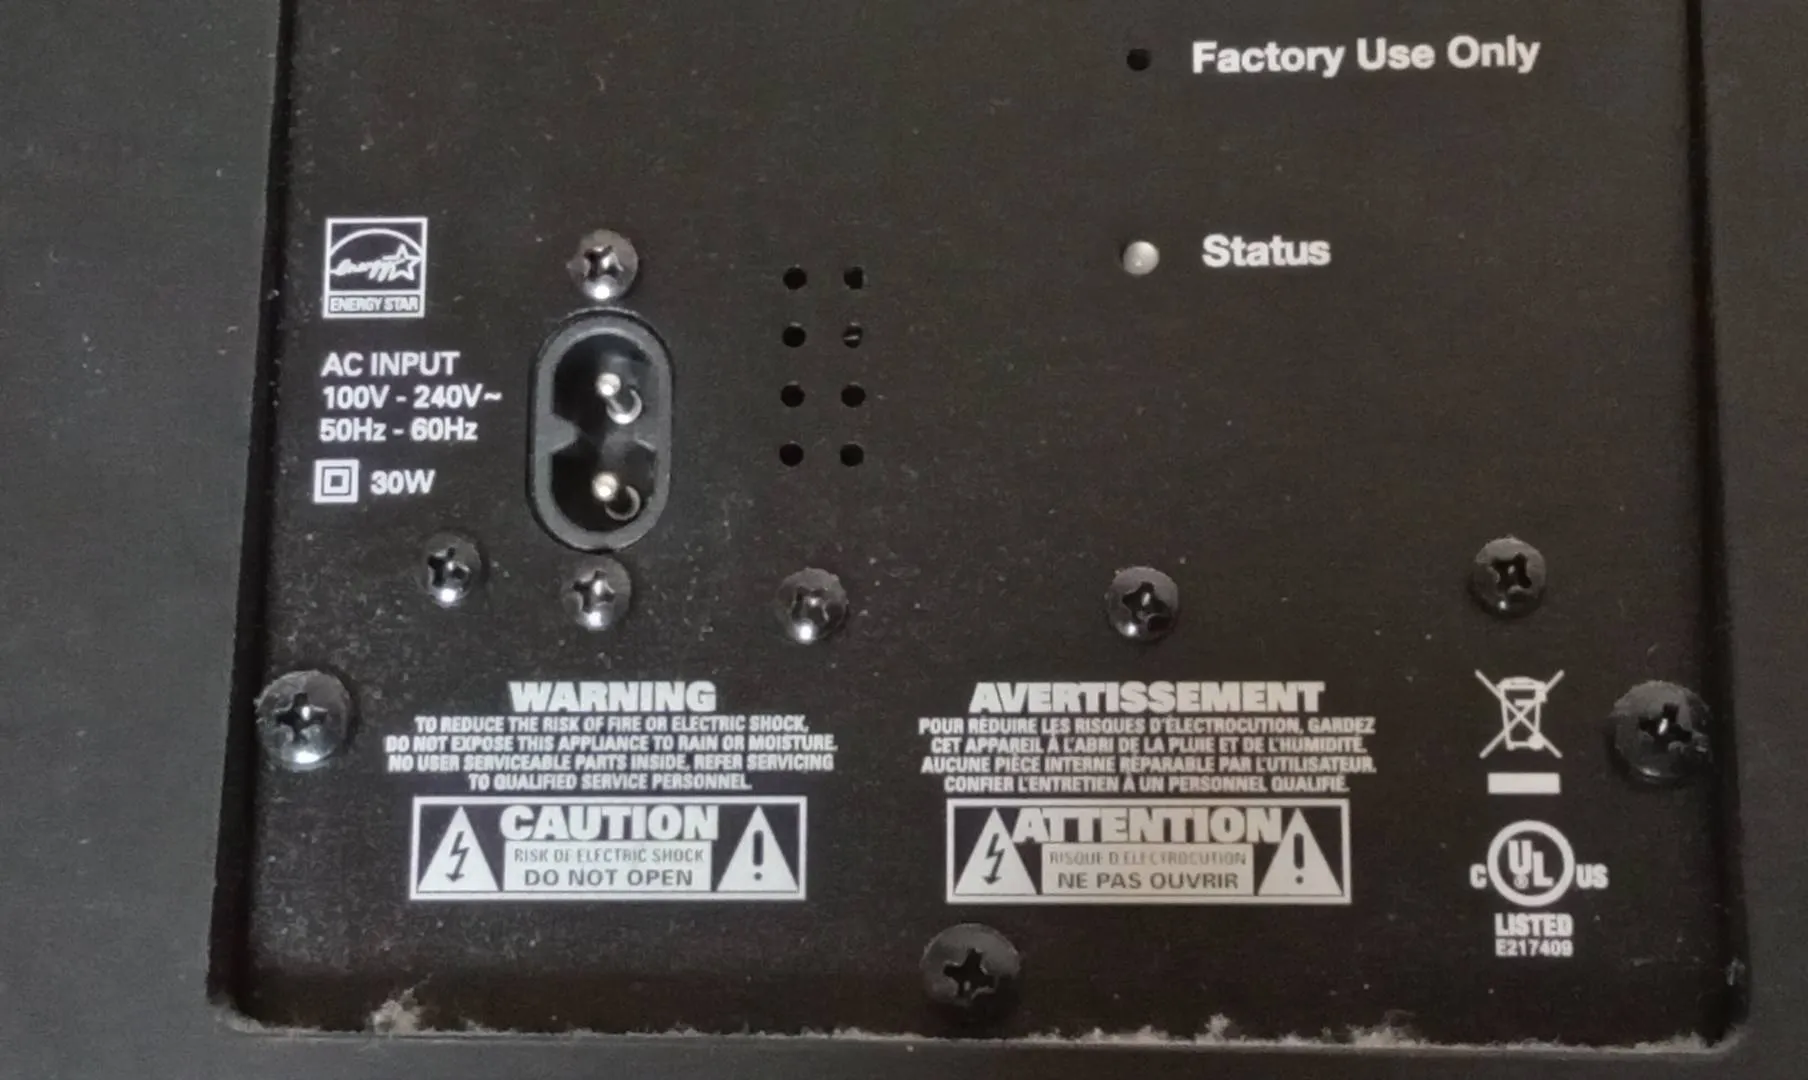 Factory Use Only
Status
Energy
ENERGY STAR
AC INPUT
100V - 240V~
50Hz - 60Hz
30W
WARNING
TO REDUCE THE RISK OF FIRE OR ELECTRIC SHOCK,
DO NOT EXPOSE THIS APPLIANCE TO RAIN OR MOISTURE.
NO USER SERVICEABLE PARTS INSIDE, REFER SERVICING
TO QUALIFIED SERVICE PERSONNEL.
CAUTION
RISK OF ELECTRIC SHOCK
DO NOT OPEN
AVERTISSEMENT
POUR RÉDUIRE LES RISQUES D'ÉLECTROCUTION, GARDEZ
CET APPAREIL À L'ABRI DE LA PLUIE ET DE L'HUMIDITÉ.
AUCUNE PIÈCE INTERNE RÉPARABLE PAR L'UTILISATEUR.
CONFIER L'ENTRETIEN À UN PERSONNEL QUALIFIÉ.
ATTENTION
RISQUE D ELECTROCUTION
NE PAS OUVRIR
C UL US
®
LISTED
E217409